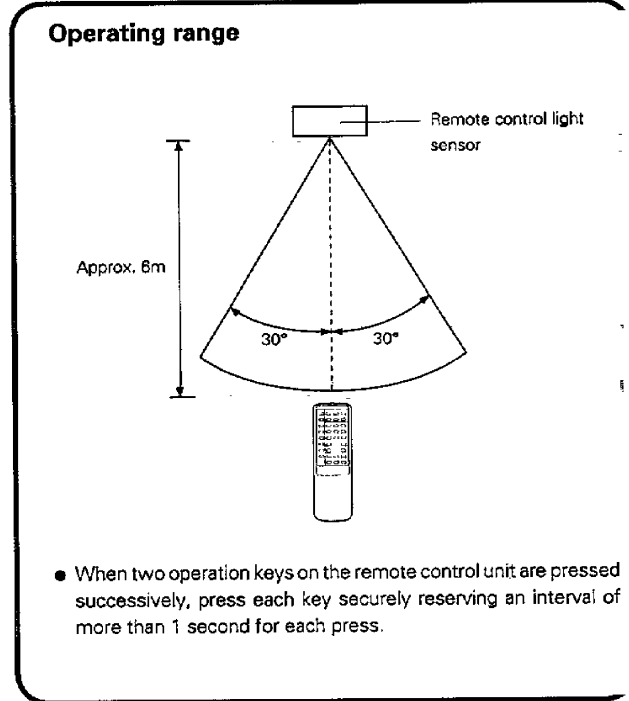 Operating range
Remote control light
sensor
Approx. 6m
30° 30°
● When two operation keys on the remote control unit are pressed
successively, press each key securely reserving an interval of
more than 1 second for each press.